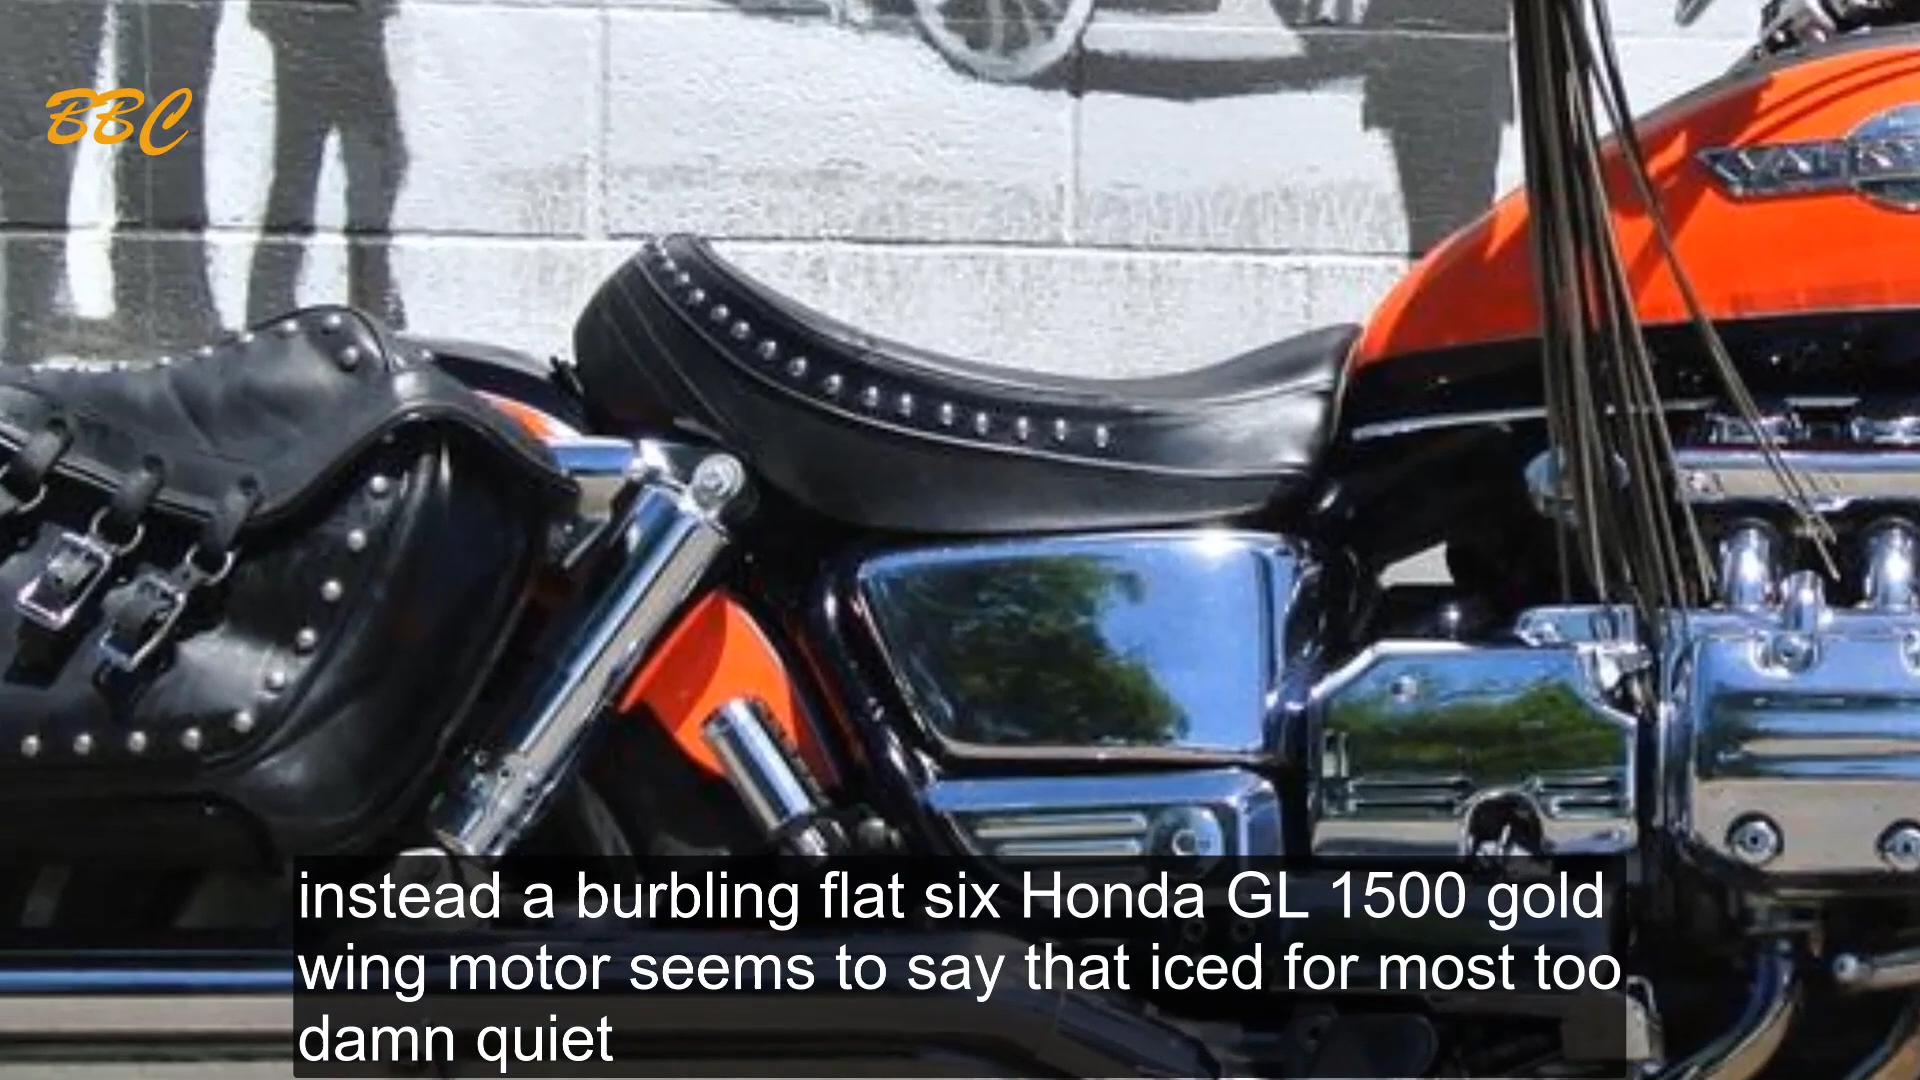 BBC
instead a burbling flat six Honda GL 1500 gold
wing motor seems to say that iced for most too
damn quiet